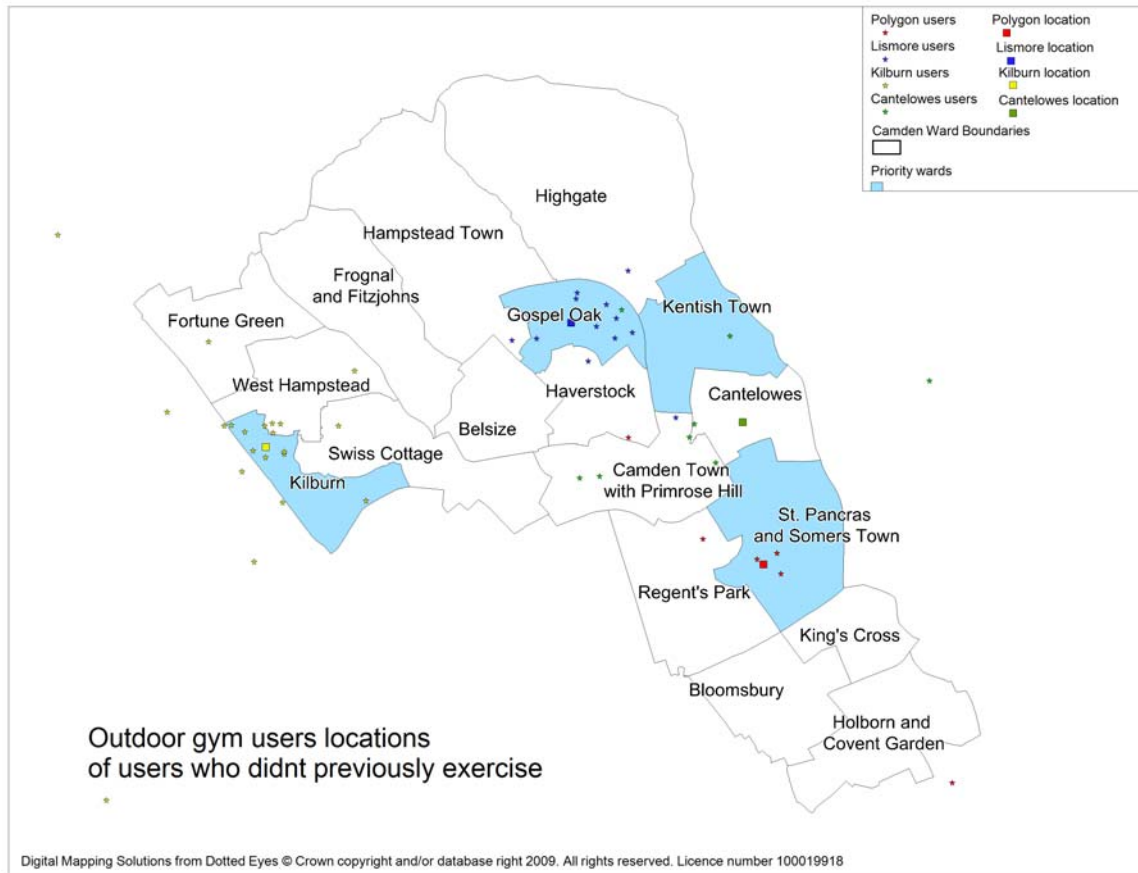 Polygon users Polygon location
Lismore users Lismore location
Kilburn users Kilburn location
Cantelowes users Cantelowes location
Camden Ward Boundaries
Priority wards
Highgate
Hampstead Town
Frognal
and Fitzjohns
Fortune Green
Gospel Oak
Kentish Town
West Hampstead
Haverstock
Cantelowes
Belsize
Swiss Cottage
Kilburn
Camden Town
with Primrose Hill
St. Pancras
and Somers Town
Regent's Park
King's Cross
Bloomsbury
Holborn and
Covent Garden
Outdoor gym users locations
of users who didnt previously exercise
Digital Mapping Solutions from Dotted Eyes © Crown copyright and/or database right 2009. All rights reserved. Licence number 100019918